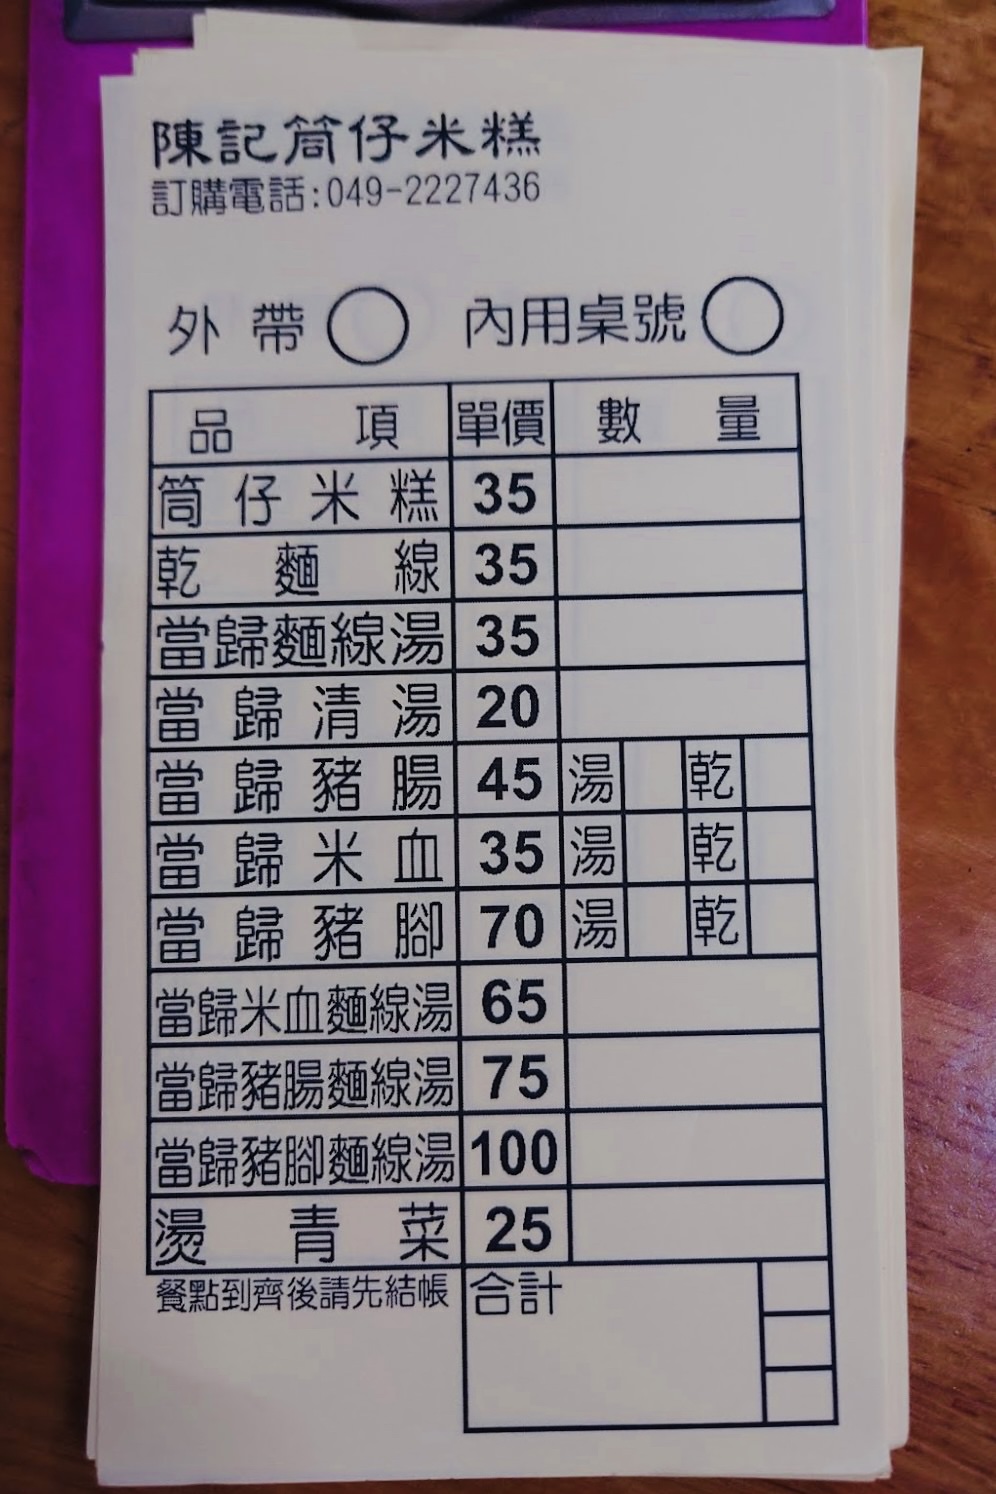 陳記筒仔米糕
訂購電話:049-2227436
外帶 內用桌號
品項 單價 數量
筒仔米糕 35
乾麵線 35
當歸麵線湯 35
當歸清湯 20
當歸豬腸 45 湯 乾
當歸米血 35 湯 乾
當歸豬腳 70 湯 乾
當歸米血麵線湯 65
當歸豬腸麵線湯 75
當歸豬腳麵線湯 100
燙青菜 25
餐點到齊後請先結帳 合計